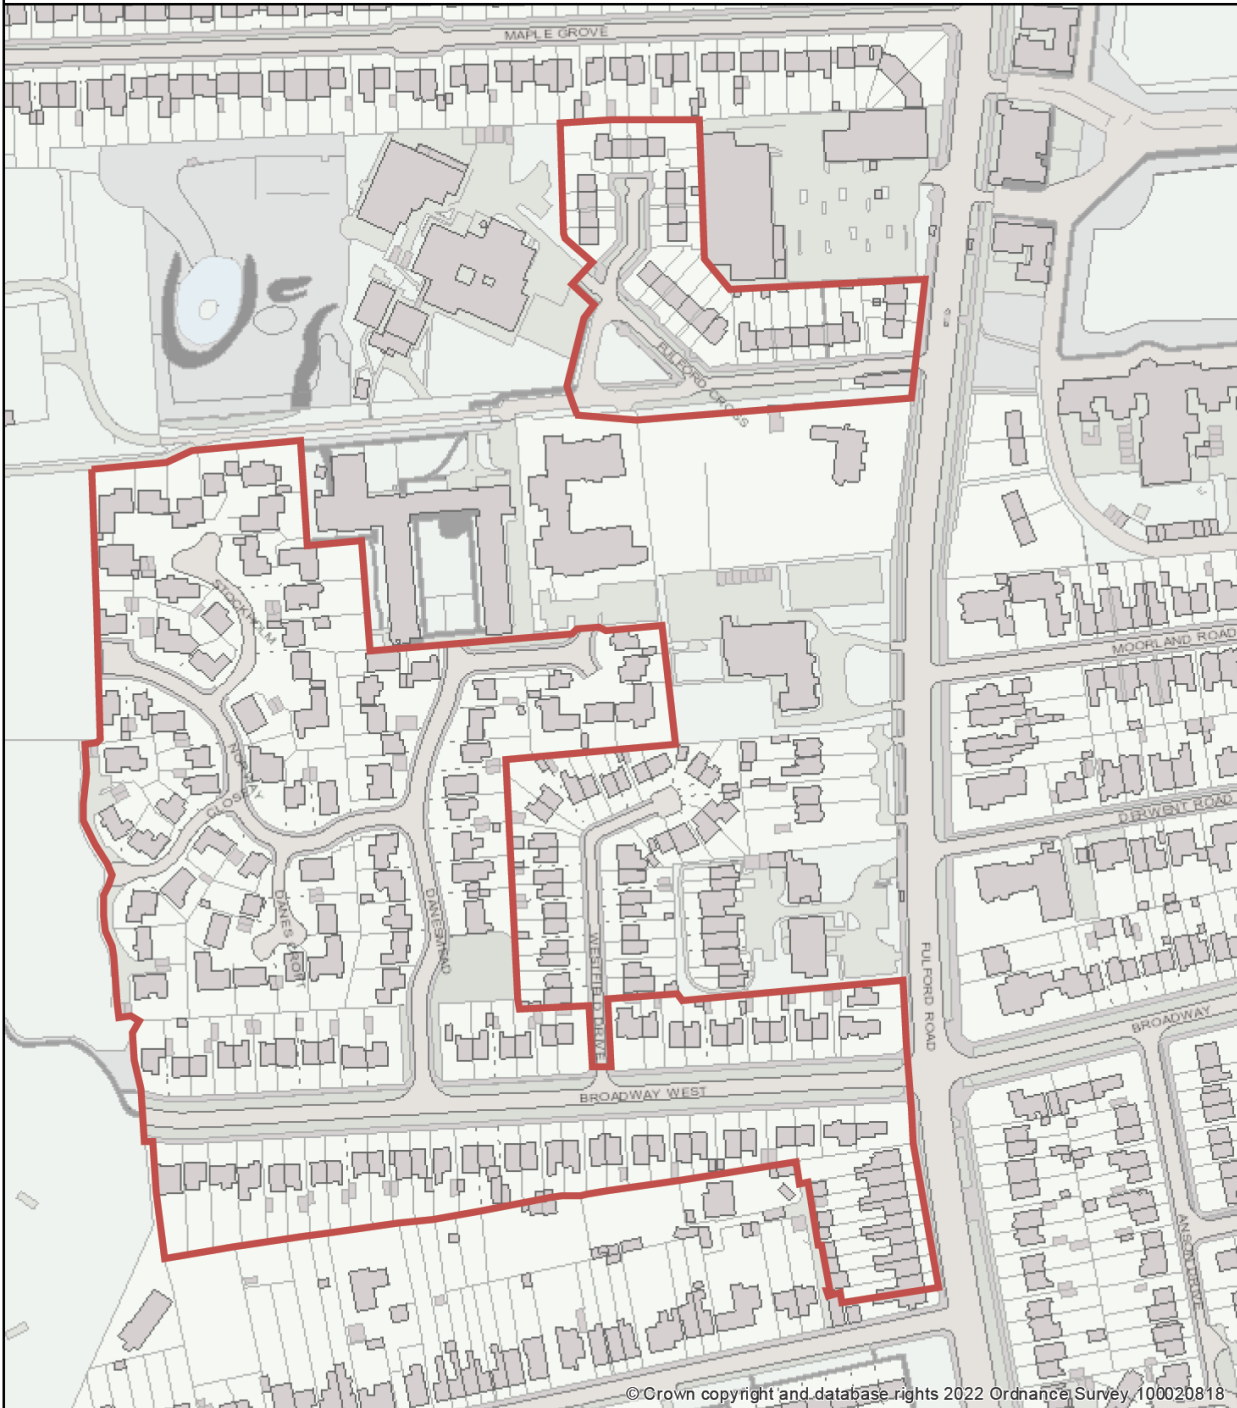 MAPLE GROVE
FULFORD CROSS
STOCKHOLM
CLOSE
NORWAY
DANES CROFT
DANESMEAD
WESTFIELD DRIVE
BROADWAY WEST
FULFORD ROAD
MOORLAND ROAD
DERWENT ROAD
BROADWAY
ANSON DRIVE
© Crown copyright and database rights 2022 Ordnance Survey 100020818